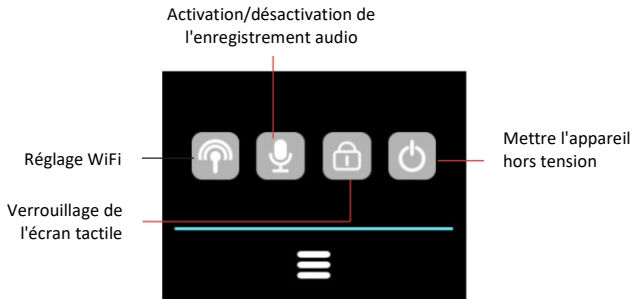 Activation/désactivation de
l'enregistrement audio
Réglage WiFi
Mettre l'appareil
hors tension
Verrouillage de
l'écran tactile